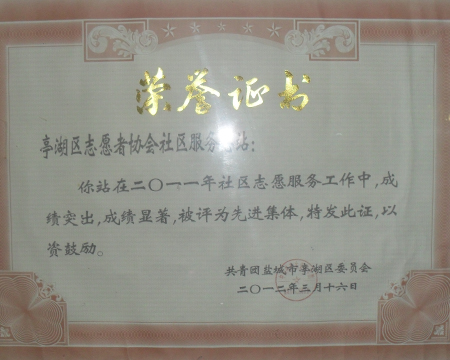 荣誉证书
亭湖区志愿者协会社区服务站：
你站在二〇一一年社区志愿服务工作中，成
绩突出，成绩显著，被评为先进集体，特发此证，以
资鼓励。
共青团盐城市亭湖区委员会
二〇一二年三月十六日